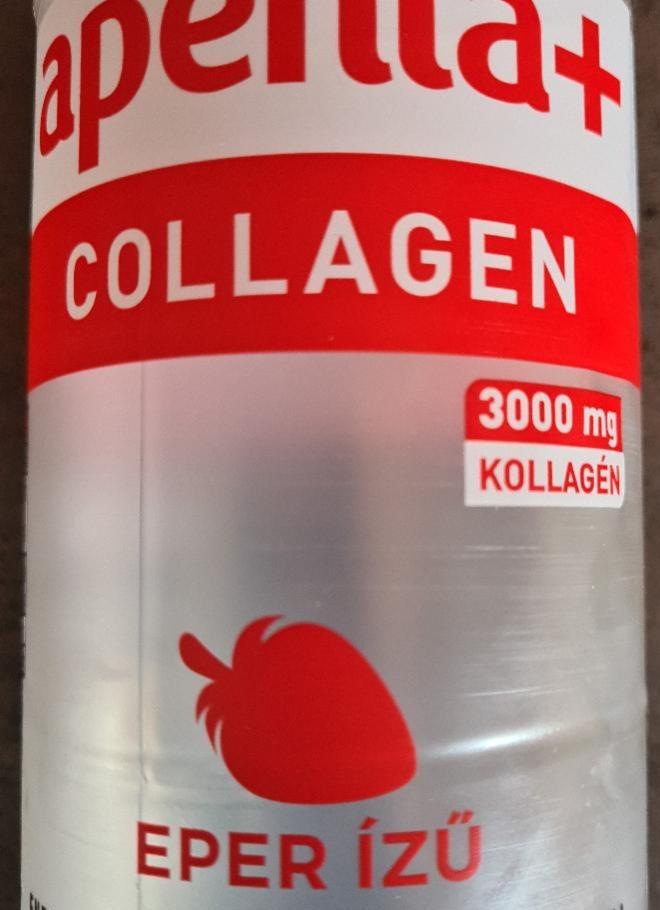 apenta+
COLLAGEN
3000 mg
KOLLAGÉN
EPER ÍZŰ